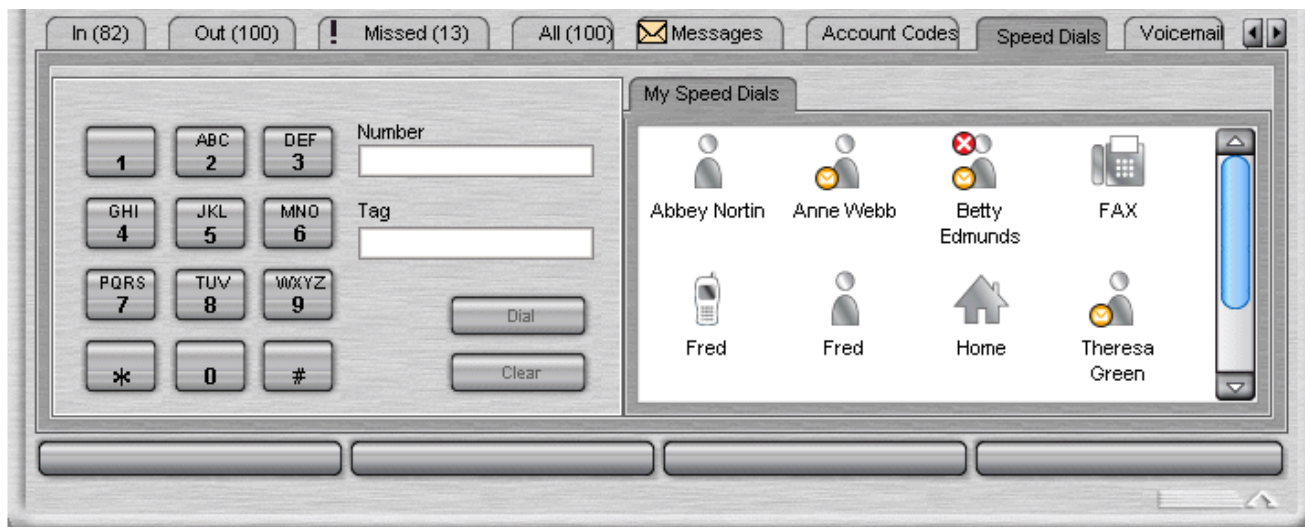 In (82) Out (100) ! Missed (13) All (100) Messages Account Codes Speed Dials Voicemail
My Speed Dials
ABC DEF
1 2 3
Number
GHI JKL MNO
4 5 6
Tag
PQRS TUV WXYZ
7 8 9
* 0 #
Dial
Clear
Abbey Nortin
Anne Webb
Betty
Edmunds
FAX
Fred
Fred
Home
Theresa
Green